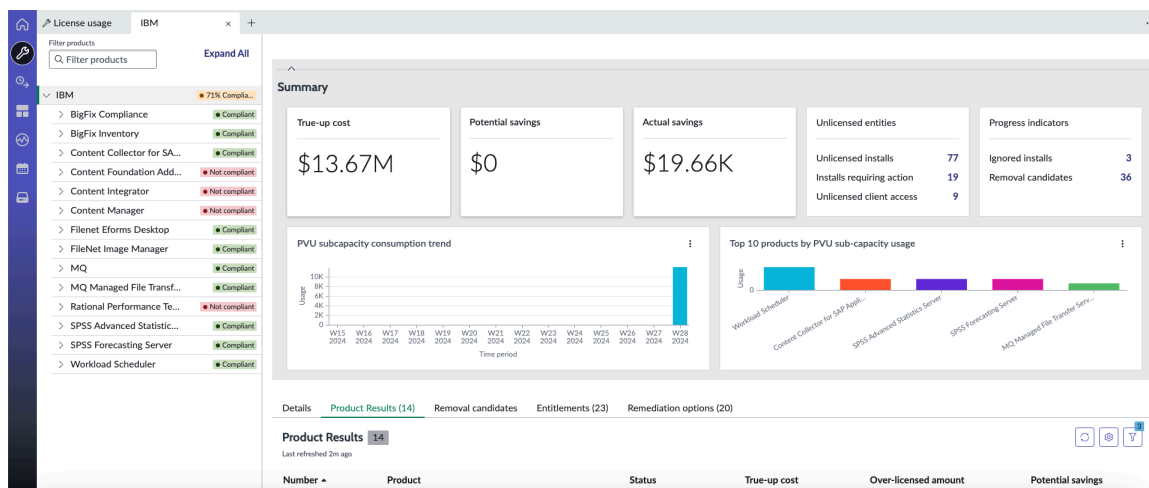 License usage
IBM
Filter products
Filter products
Expand All
IBM
71% Complia...
BigFix Compliance
Compliant
BigFix Inventory
Compliant
Content Collector for SA...
Compliant
Content Foundation Add...
Not compliant
Content Integrator
Not compliant
Content Manager
Not compliant
Filenet Eforms Desktop
Compliant
FileNet Image Manager
Compliant
MQ
Compliant
MQ Managed File Transf...
Compliant
Rational Performance Te...
Not compliant
SPSS Advanced Statistic...
Compliant
SPSS Forecasting Server
Compliant
Workload Scheduler
Compliant
Summary
True-up cost
$13.67M
Potential savings
$0
Actual savings
$19.66K
Unlicensed entities
Unlicensed installs 77
Installs requiring action 19
Unlicensed client access 9
Progress indicators
Ignored installs 3
Removal candidates 36
PVU subcapacity consumption trend
Usage
10K
8K
6K
4K
2K
0
W15 2024
W16 2024
W17 2024
W18 2024
W19 2024
W20 2024
W21 2024
W22 2024
W23 2024
W24 2024
W25 2024
W26 2024
W27 2024
W28 2024
Time period
Top 10 products by PVU sub-capacity usage
Usage
0
Workload Scheduler
Content Collector for SAP Appli...
SPSS Advanced Statistics Server
SPSS Forecasting Server
MQ Managed File Transfer Serv...
Details Product Results (14) Removal candidates Entitlements (23) Remediation options (20)
Product Results 14
Last refreshed 2m ago
3
Number Product Status True-up cost Over-licensed amount Potential savings